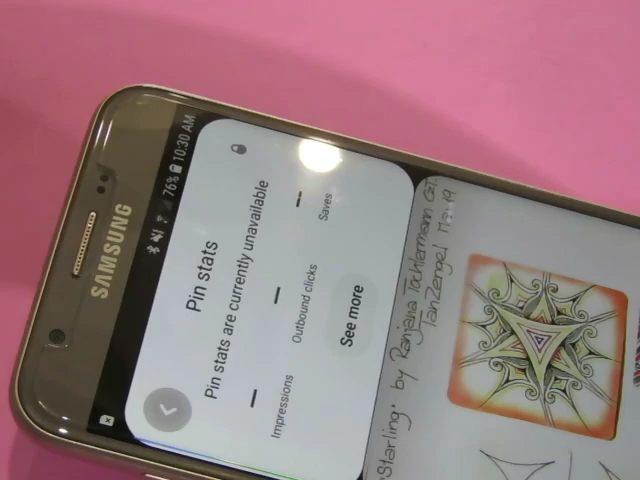 SAMSUNG
76% 10:30 AM
Pin stats
Pin stats are currently unavailable
Impressions
Outbound clicks
Saves
See more
Starling. by Ranjana
TanZengel